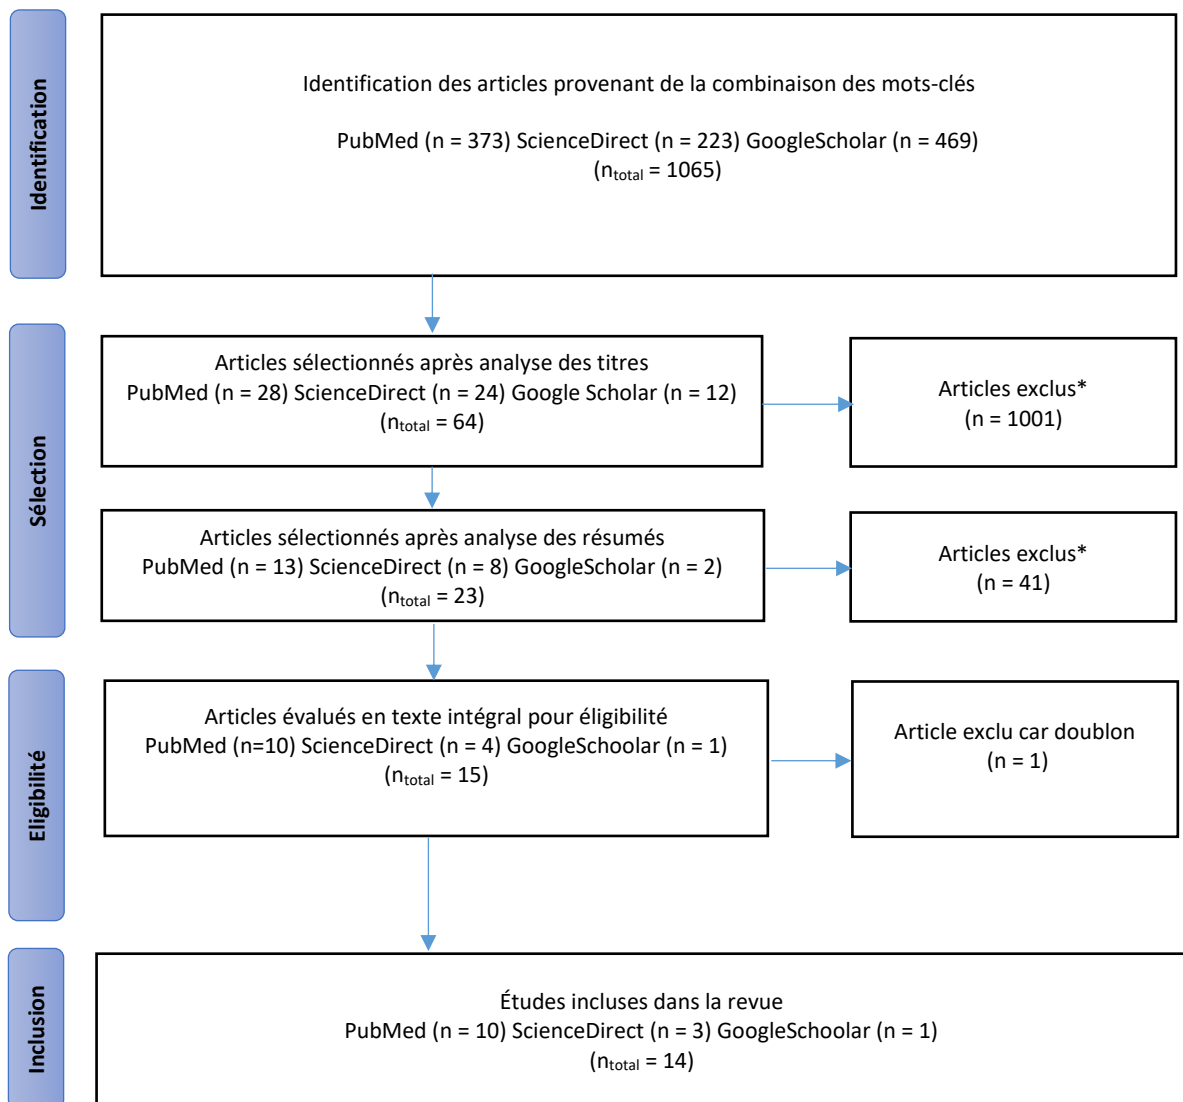 Identification
Identification des articles provenant de la combinaison des mots-clés
PubMed (n = 373) ScienceDirect (n = 223) GoogleScholar (n = 469)
(ntotal = 1065)
Sélection
Articles sélectionnés après analyse des titres
PubMed (n = 28) ScienceDirect (n = 24) Google Scholar (n = 12)
(ntotal = 64)
Articles exclus*
(n = 1001)
Articles sélectionnés après analyse des résumés
PubMed (n = 13) ScienceDirect (n = 8) GoogleScholar (n = 2)
(ntotal = 23)
Articles exclus*
(n = 41)
Eligibilité
Articles évalués en texte intégral pour éligibilité
PubMed (n=10) ScienceDirect (n = 4) GoogleSchoolar (n = 1)
(ntotal = 15)
Article exclu car doublon
(n = 1)
Inclusion
Études incluses dans la revue
PubMed (n = 10) ScienceDirect (n = 3) GoogleSchoolar (n = 1)
(ntotal = 14)